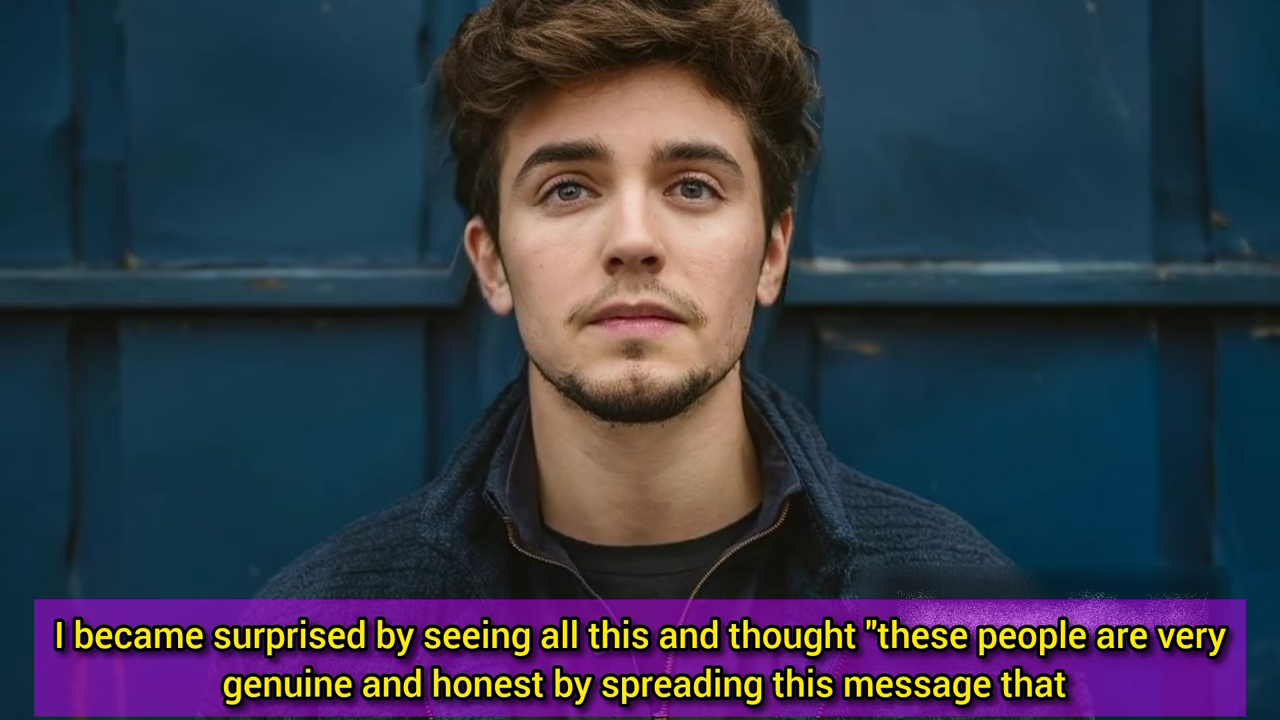 I became surprised by seeing all this and thought "these people are very
genuine and honest by spreading this message that